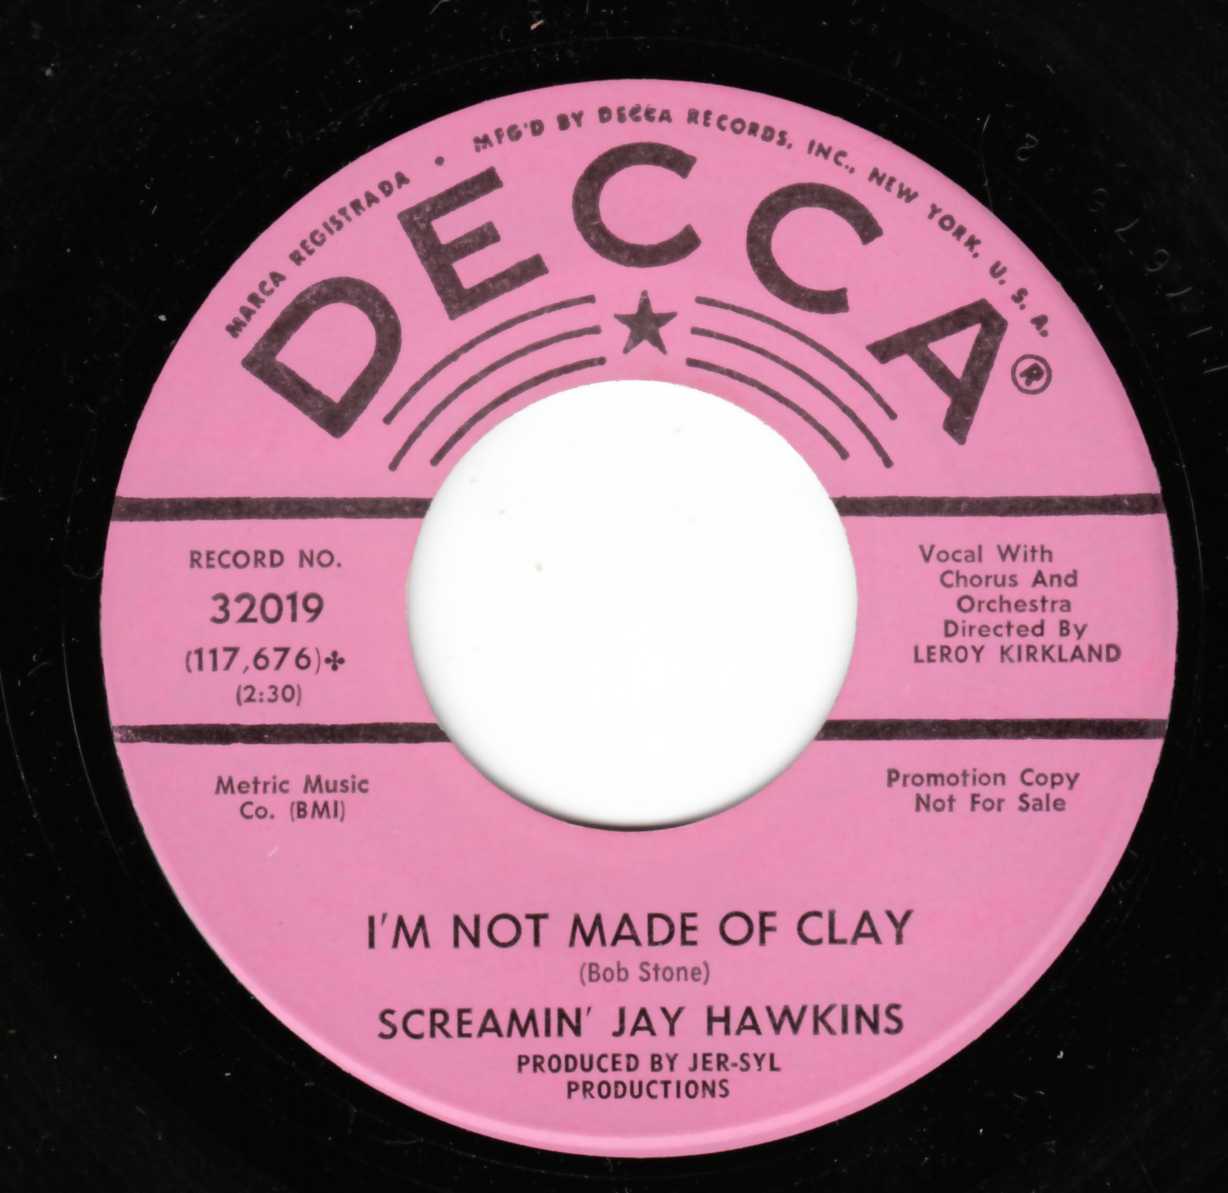 MARCA REGISTRADA • MFG'D BY DECCA RECORDS, INC., NEW YORK, U. S. A.
DECCA®
RECORD NO.
32019
(117,676)✤
(2:30)
Vocal With
Chorus And
Orchestra
Directed By
LEROY KIRKLAND
Metric Music
Co. (BMI)
Promotion Copy
Not For Sale
I'M NOT MADE OF CLAY
(Bob Stone)
SCREAMIN' JAY HAWKINS
PRODUCED BY JER-SYL
PRODUCTIONS